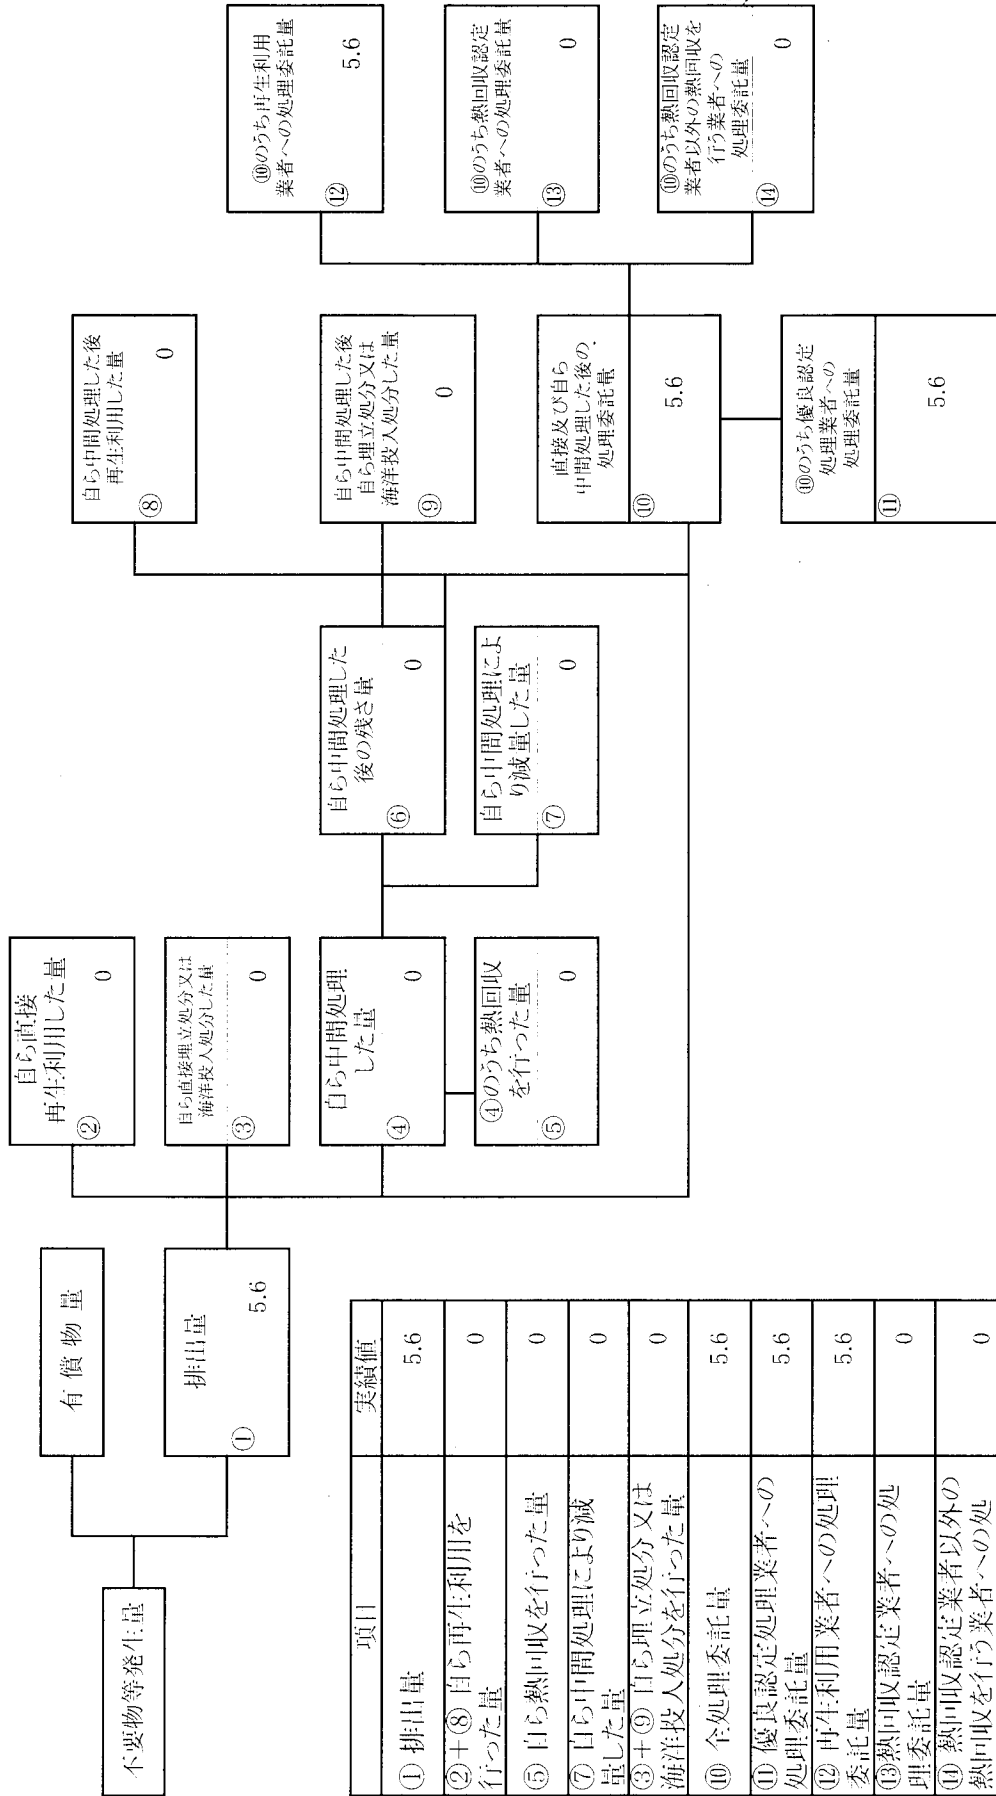 不要物等発生量
有償物量
排出量
①
5.6
自ら直接
再生利用した量
②
0
自ら直接埋立処分又は
海洋投入処分した量
③
0
自ら中間処理
した量
④
0
④のうち熱回収
を行った量
⑤
0
自ら中間処理した
後の残さ量
⑥
0
自ら中間処理によ
り減量した量
⑦
0
自ら中間処理した後
再生利用した量
⑧
0
自ら中間処理した後
自ら埋立処分又は
海洋投入処分した量
⑨
0
直接及び自ら
中間処理した後の
処理委託量
⑩
5.6
⑩のうち優良認定
処理業者への
処理委託量
⑪
5.6
⑩のうち再生利用
業者への処理委託量
⑫
5.6
⑩のうち熱回収認定
業者への処理委託量
⑬
0
⑩のうち熱回収認定
業者以外の熱回収を
行う業者への
処理委託量
⑭
0
項目 実績値
①排出量 5.6
②+⑧自ら再生利用を
行った量 0
⑤自ら熱回収を行った量 0
⑦自ら中間処理により減
量した量 0
③+⑨自ら埋立処分又は
海洋投入処分を行った量 0
⑩全処理委託量 5.6
⑪優良認定処理業者への
処理委託量 5.6
⑫再生利用業者への処理
委託量 5.6
⑬熱回収認定業者への処
理委託量 0
⑭熱回収認定業者以外の
熱回収を行う業者への処 0